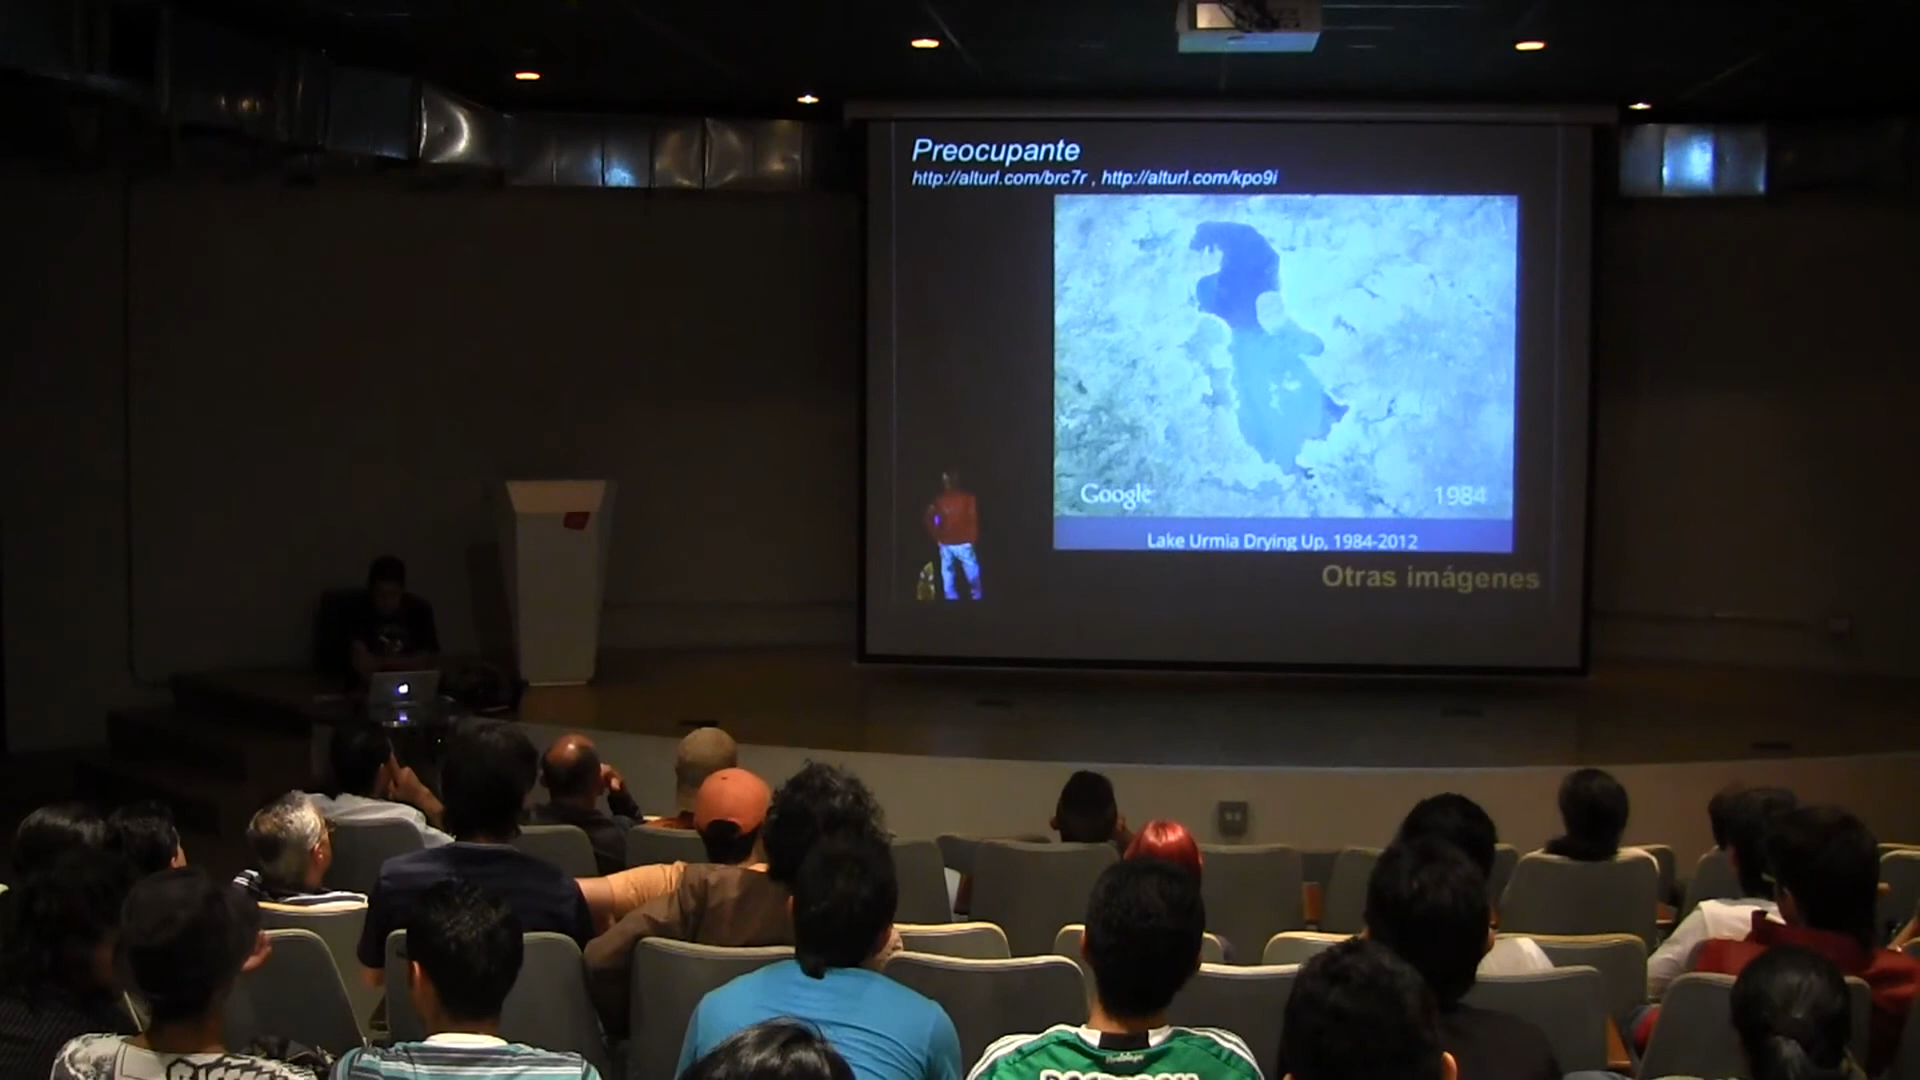 Preocupante
http://alturl.com/brc7r , http://alturl.com/kpo9i
Google
1984
Lake Urmia Drying Up, 1984-2012
Otras imágenes